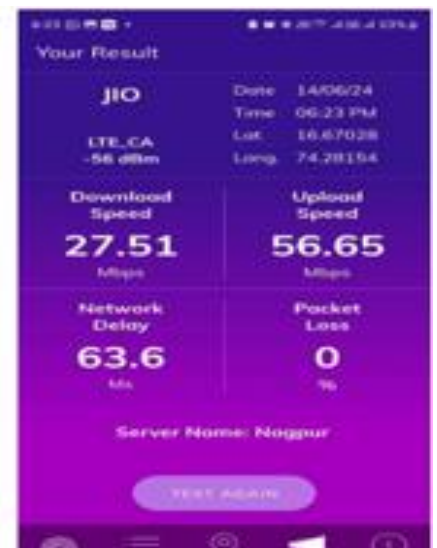 Your Result
JIO
LTE_CA
-56 dBm
Date 14/06/24
Time 06:23 PM
Lat 16.67028
Long. 74.28154
Download
Speed
27.51
Mbps
Upload
Speed
56.65
Mbps
Network
Delay
63.6
Ms
Packet
Loss
0
%
Server Name: Nagpur
TEST AGAIN